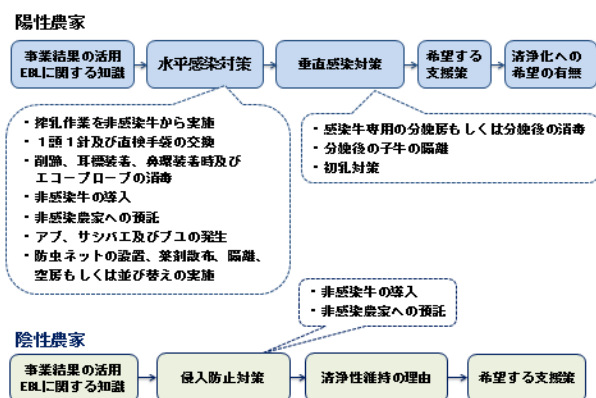 陽性農家
事業結果の活用
EBLに関する知識
水平感染対策
垂直感染対策
希望する
支援策
清浄化への
希望の有無
・ 搾乳作業を非感染牛から実施
・ 1頭1針及び直検手袋の交換
・ 削蹄、耳標装着、鼻環装着時及び
エコープローブの消毒
・ 非感染牛の導入
・ 非感染農家への預託
・ アブ、サシバエ及びブユの発生
・ 防虫ネットの設置、薬剤散布、隔離、
空房もしくは並び替えの実施
・ 感染牛専用の分娩房もしくは分娩後の消毒
・ 分娩後の子牛の隔離
・ 初乳対策
・ 非感染牛の導入
・ 非感染農家への預託
陰性農家
事業結果の活用
EBLに関する知識
侵入防止対策
清浄性維持の理由
希望する支援策